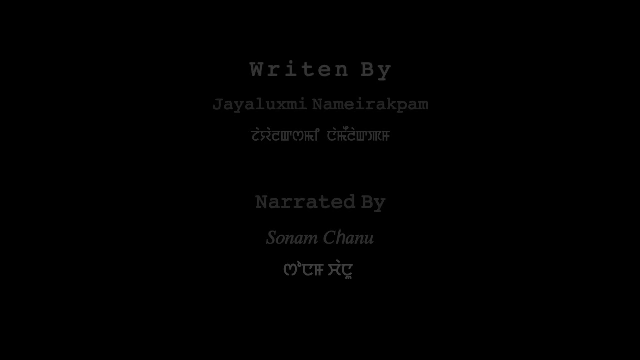 Writen By
Jayaluxmi Nameirakpam
Narrated By
Sonam Chanu